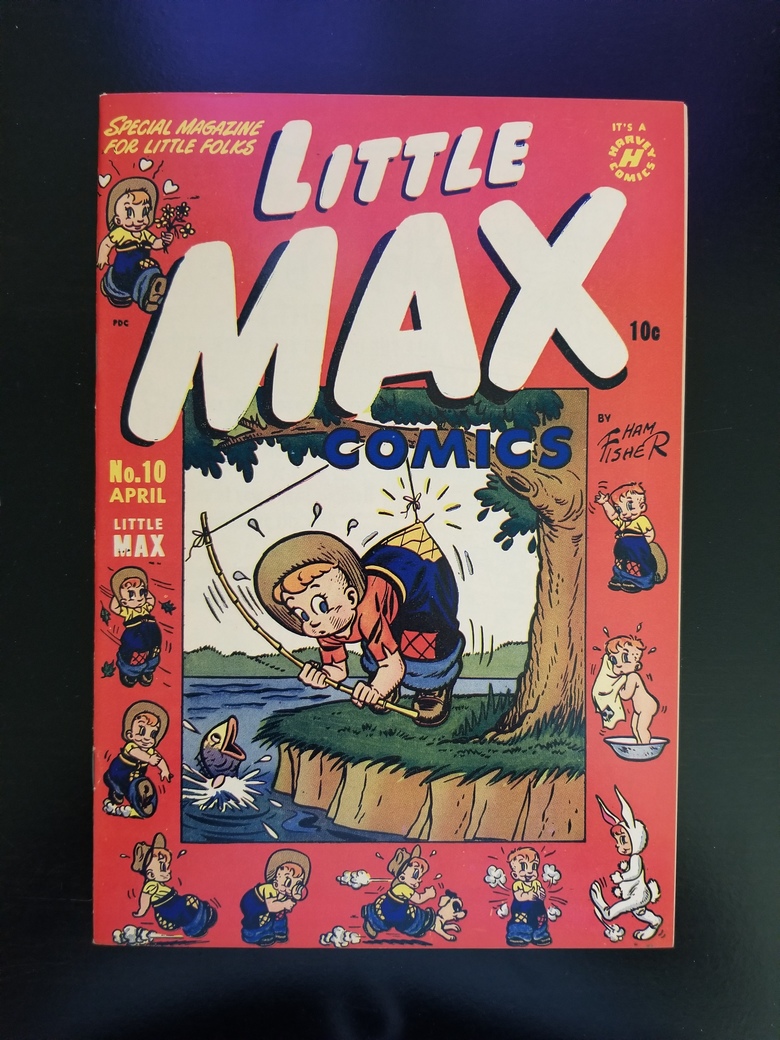 SPECIAL MAGAZINE
FOR LITTLE FOLKS
LITTLE
MAX
COMICS
IT'S A
HARVEY
H
COMICS
PDC
10c
BY
HAM
FISHER
No.10
APRIL
LITTLE
MAX